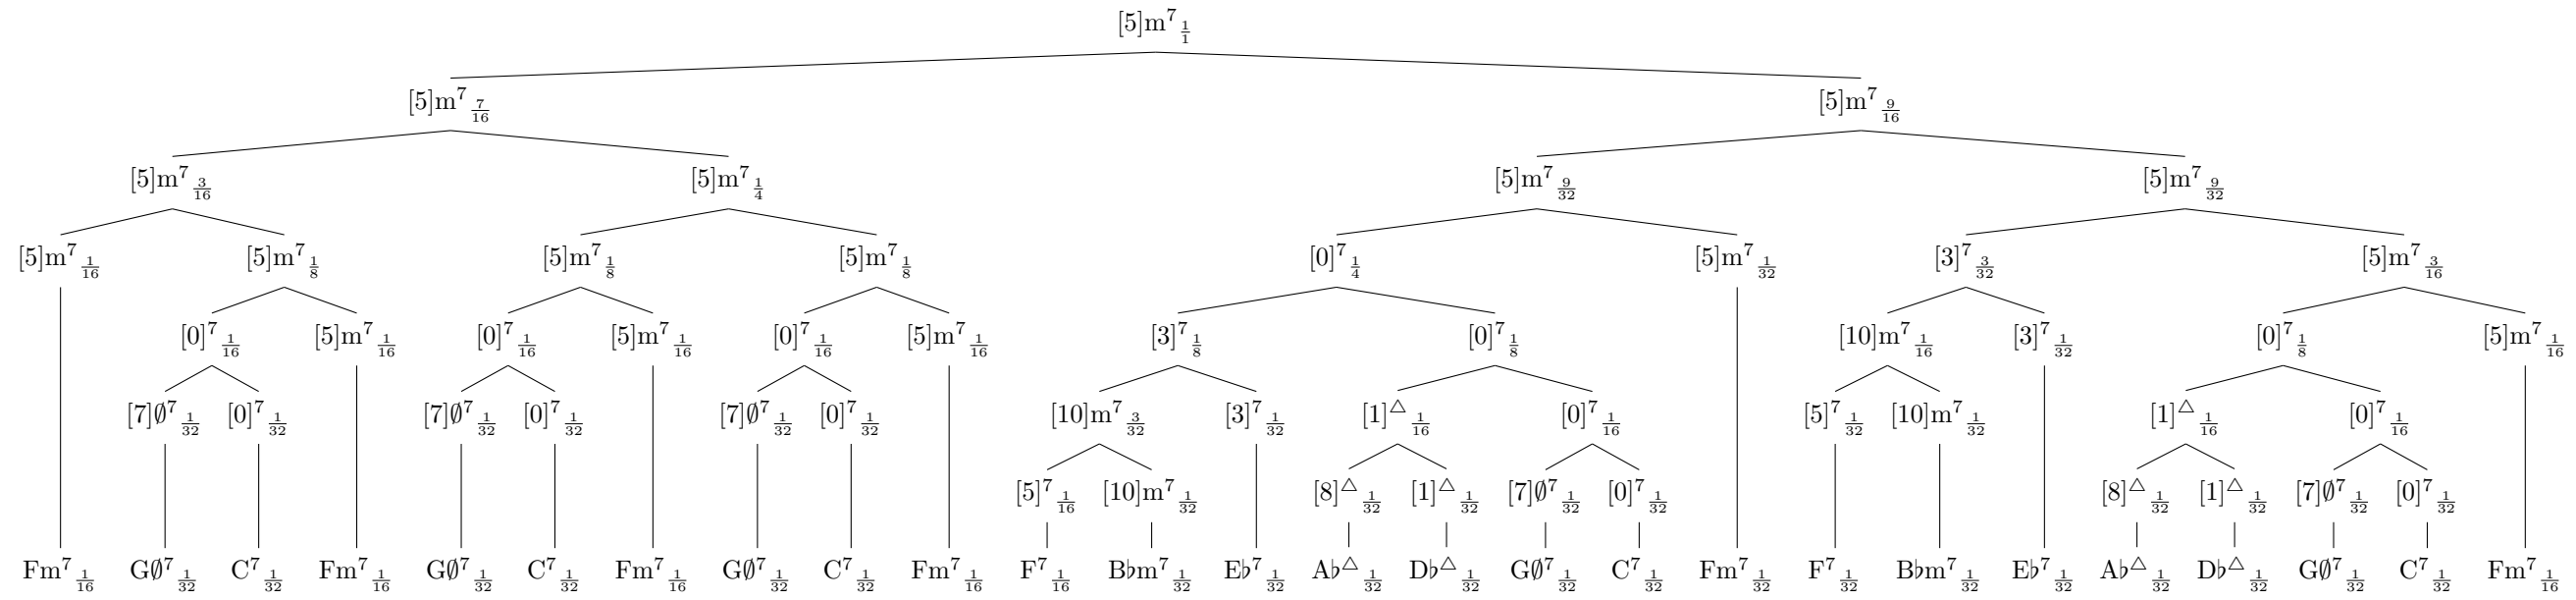 [5]m⁷ 1/1
[5]m⁷ 7/16 [5]m⁷ 9/16
[5]m⁷ 3/16 [5]m⁷ 1/4 [5]m⁷ 9/32 [5]m⁷ 9/32
[5]m⁷ 1/16 [5]m⁷ 1/8 [5]m⁷ 1/8 [5]m⁷ 1/8 [0]⁷ 1/4 [5]m⁷ 1/32 [3]⁷ 3/32 [5]m⁷ 3/16
[0]⁷ 1/16 [5]m⁷ 1/16 [0]⁷ 1/16 [5]m⁷ 1/16 [0]⁷ 1/16 [5]m⁷ 1/16 [3]⁷ 1/8 [0]⁷ 1/8 [10]m⁷ 1/16 [3]⁷ 1/32 [0]⁷ 1/8 [5]m⁷ 1/16
[7]∅⁷ 1/32 [0]⁷ 1/32 [7]∅⁷ 1/32 [0]⁷ 1/32 [7]∅⁷ 1/32 [0]⁷ 1/32 [10]m⁷ 3/32 [3]⁷ 1/32 [1]△ 1/16 [0]⁷ 1/16 [5]⁷ 1/32 [10]m⁷ 1/32 [1]△ 1/16 [0]⁷ 1/16
[5]⁷ 1/16 [10]m⁷ 1/32 [8]△ 1/32 [1]△ 1/32 [7]∅⁷ 1/32 [0]⁷ 1/32 [8]△ 1/32 [1]△ 1/32 [7]∅⁷ 1/32 [0]⁷ 1/32
Fm⁷ 1/16 G∅⁷ 1/32 C⁷ 1/32 Fm⁷ 1/16 G∅⁷ 1/32 C⁷ 1/32 Fm⁷ 1/16 G∅⁷ 1/32 C⁷ 1/32 Fm⁷ 1/16 F⁷ 1/16 B♭m⁷ 1/32 E♭⁷ 1/32 A♭△ 1/32 D♭△ 1/32 G∅⁷ 1/32 C⁷ 1/32 Fm⁷ 1/32 F⁷ 1/32 B♭m⁷ 1/32 E♭⁷ 1/32 A♭△ 1/32 D♭△ 1/32 G∅⁷ 1/32 C⁷ 1/32 Fm⁷ 1/16